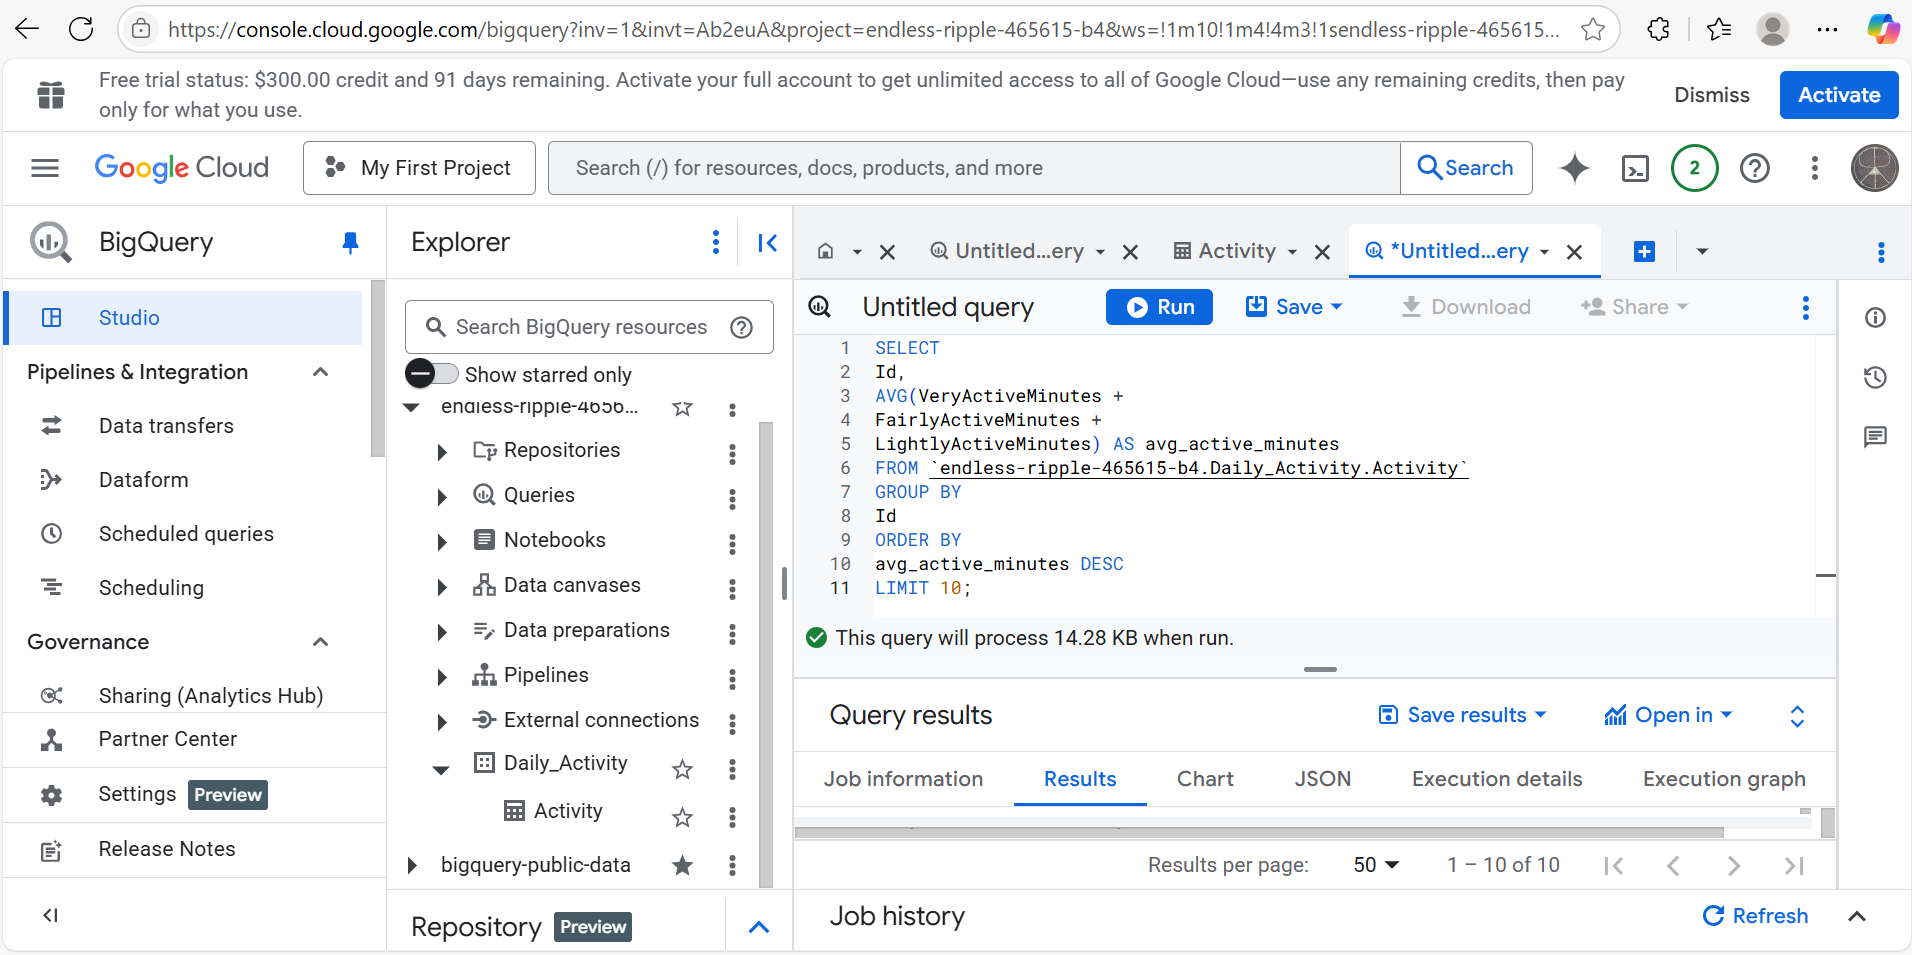 https://console.cloud.google.com/bigquery?inv=1&invt=Ab2euA&project=endless-ripple-465615-b4&ws=!1m10!1m4!4m3!1sendless-ripple-465615...
Free trial status: $300.00 credit and 91 days remaining. Activate your full account to get unlimited access to all of Google Cloud—use any remaining credits, then pay
only for what you use.
Dismiss
Activate
Google Cloud
My First Project
Search (/) for resources, docs, products, and more
Search
2
BigQuery
Studio
Pipelines & Integration
Data transfers
Dataform
Scheduled queries
Scheduling
Governance
Sharing (Analytics Hub)
Partner Center
Settings Preview
Release Notes
Explorer
Search BigQuery resources
Show starred only
endless-ripple-4656...
Repositories
Queries
Notebooks
Data canvases
Data preparations
Pipelines
External connections
Daily_Activity
Activity
bigquery-public-data
Repository Preview
Untitled...ery
Activity
*Untitled...ery
Untitled query
Run
Save
Download
Share
1 SELECT
2 Id,
3 AVG(VeryActiveMinutes +
4 FairlyActiveMinutes +
5 LightlyActiveMinutes) AS avg_active_minutes
6 FROM `endless-ripple-465615-b4.Daily_Activity.Activity`
7 GROUP BY
8 Id
9 ORDER BY
10 avg_active_minutes DESC
11 LIMIT 10;
This query will process 14.28 KB when run.
Query results
Save results
Open in
Job information
Results
Chart
JSON
Execution details
Execution graph
Results per page: 50 1 – 10 of 10
Job history
Refresh